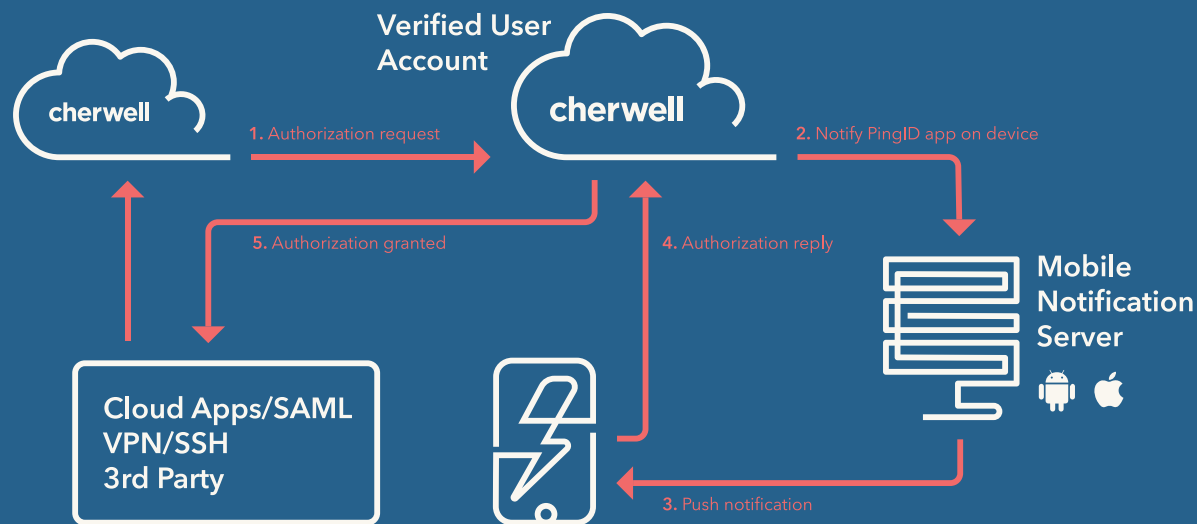 Verified User
Account
cherwell
cherwell
1. Authorization request
2. Notify PingID app on device
5. Authorization granted
4. Authorization reply
Mobile
Notification
Server
Cloud Apps/SAML
VPN/SSH
3rd Party
3. Push notification